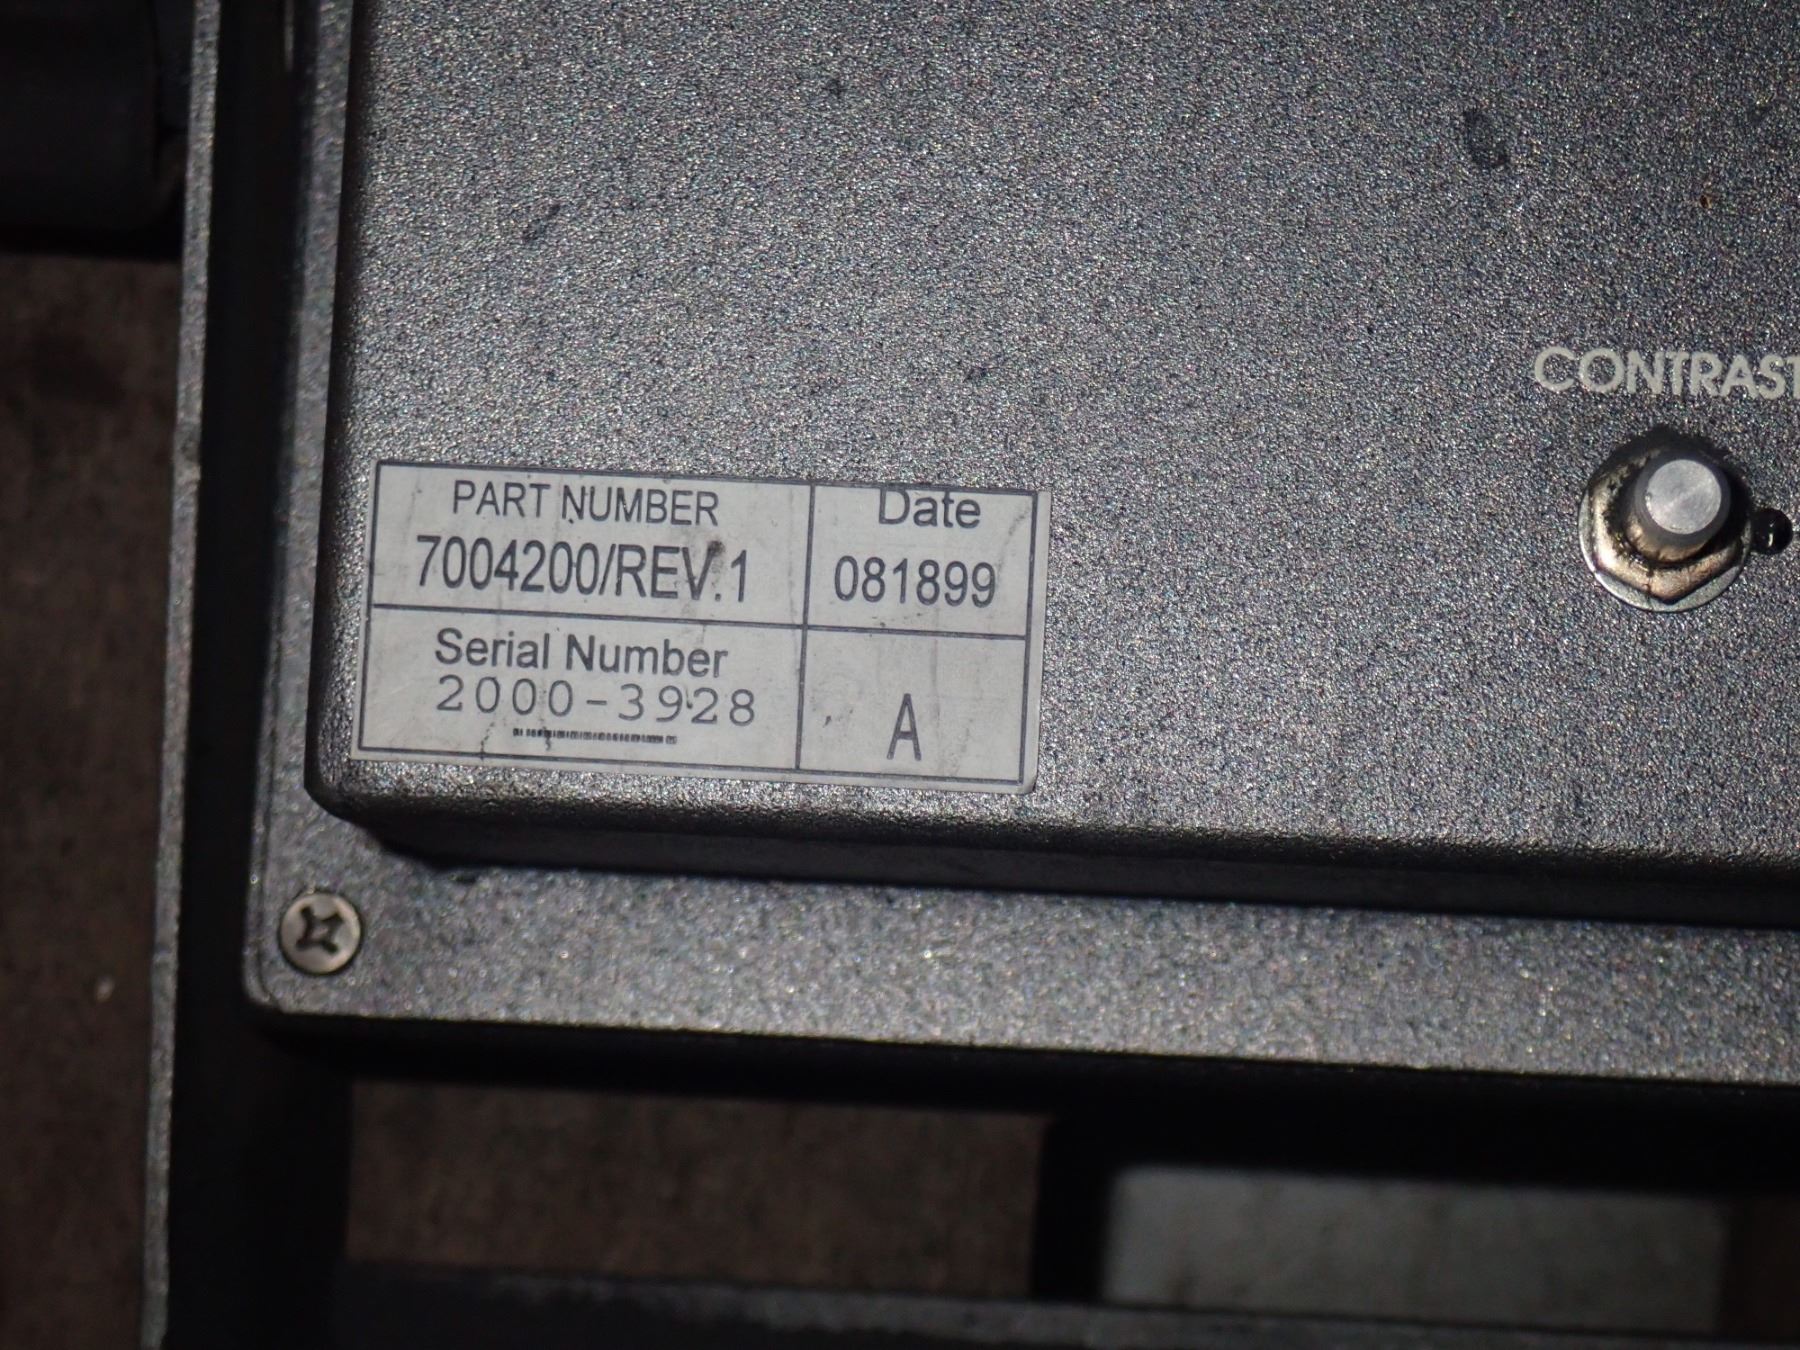 CONTRAST
PART NUMBER
7004200/REV.1
Date
081899
Serial Number
2000-3928
A